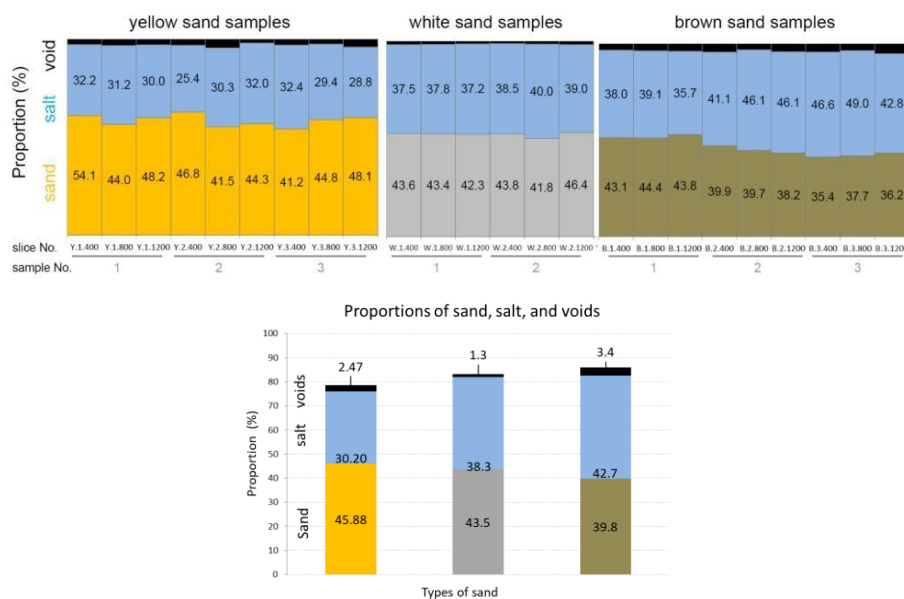 yellow sand samples white sand samples brown sand samples
Proportion (%)
void
salt
sand
32.2 31.2 30.0 25.4 30.3 32.0 32.4 29.4 28.8
54.1 44.0 48.2 46.8 41.5 44.3 41.2 44.8 48.1
37.5 37.8 37.2 38.5 40.0 39.0
43.6 43.4 42.3 43.8 41.8 46.4
38.0 39.1 35.7 41.1 46.1 46.1 46.6 49.0 42.8
43.1 44.4 43.8 39.9 39.7 38.2 35.4 37.7 36.2
slice No. Y.1.400 Y.1.800 Y.1.1200 Y.2.400 Y.2.800 Y.2.1200 Y.3.400 Y.3.800 Y.3.1200 W.1.400 W.1.800 W.1.1200 W.2.400 W.2.800 W.2.1200 B.1.400 B.1.800 B.1.1200 B.2.400 B.2.800 B.2.1200 B.3.400 B.3.800 B.3.1200
sample No. 1 2 3 1 2 1 2 3
Proportions of sand, salt, and voids
Proportion (%)
100
90
80
70
60
50
40
30
20
10
0
voids
salt
Sand
2.47 1.3 3.4
30.20 38.3 42.7
45.88 43.5 39.8
Types of sand